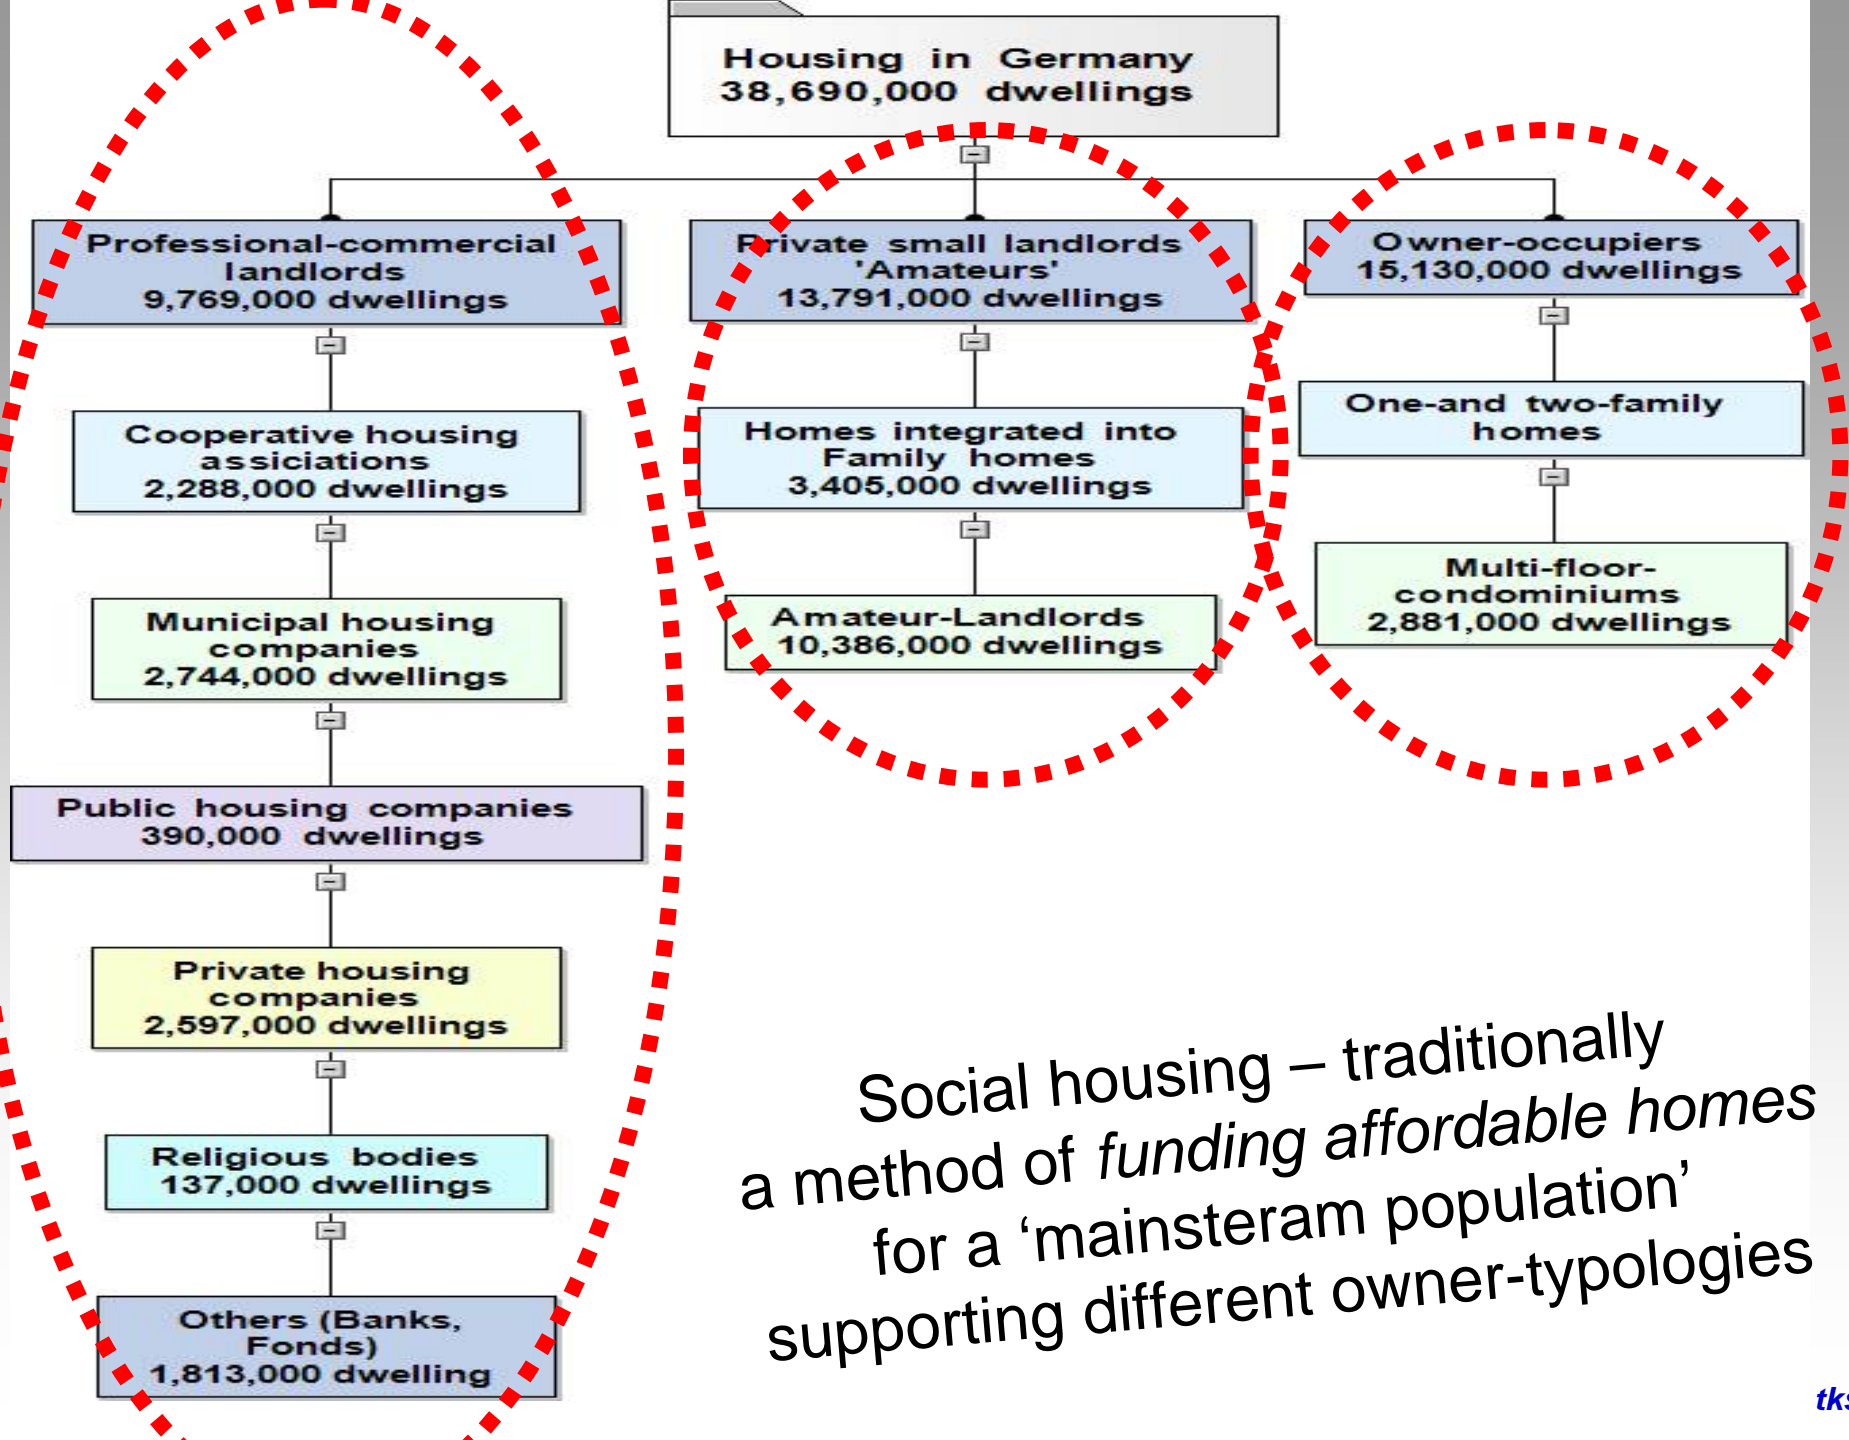 Housing in Germany
38,690,000 dwellings
Professional-commercial
landlords
9,769,000 dwellings
Cooperative housing
assiciations
2,288,000 dwellings
Municipal housing
companies
2,744,000 dwellings
Public housing companies
390,000 dwellings
Private housing
companies
2,597,000 dwellings
Religious bodies
137,000 dwellings
Others (Banks,
Fonds)
1,813,000 dwelling
Private small landlords
'Amateurs'
13,791,000 dwellings
Homes integrated into
Family homes
3,405,000 dwellings
Amateur-Landlords
10,386,000 dwellings
Owner-occupiers
15,130,000 dwellings
One-and two-family
homes
Multi-floor-
condominiums
2,881,000 dwellings
Social housing – traditionally
a method of funding affordable homes
for a ‘mainsteram population’
supporting different owner-typologies